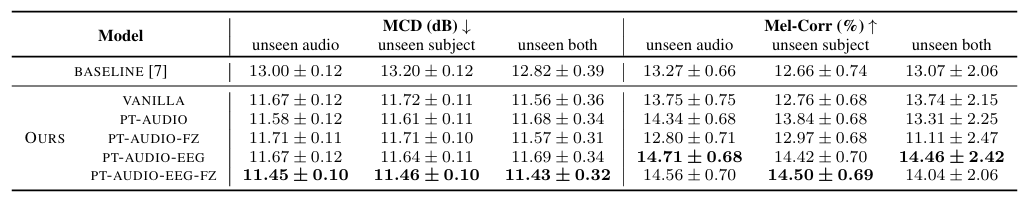 Model MCD (dB) ↓ Mel-Corr (%) ↑
unseen audio unseen subject unseen both unseen audio unseen subject unseen both
BASELINE [7] 13.00 ± 0.12 13.20 ± 0.12 12.82 ± 0.39 13.27 ± 0.66 12.66 ± 0.74 13.07 ± 2.06
VANILLA 11.67 ± 0.12 11.72 ± 0.11 11.56 ± 0.36 13.75 ± 0.75 12.76 ± 0.68 13.74 ± 2.15
PT-AUDIO 11.58 ± 0.12 11.61 ± 0.11 11.68 ± 0.34 14.34 ± 0.68 13.84 ± 0.68 13.31 ± 2.25
OURS PT-AUDIO-FZ 11.71 ± 0.11 11.71 ± 0.10 11.57 ± 0.31 12.80 ± 0.71 12.97 ± 0.68 11.11 ± 2.47
PT-AUDIO-EEG 11.67 ± 0.12 11.64 ± 0.11 11.69 ± 0.34 14.71 ± 0.68 14.42 ± 0.70 14.46 ± 2.42
PT-AUDIO-EEG-FZ 11.45 ± 0.10 11.46 ± 0.10 11.43 ± 0.32 14.56 ± 0.70 14.50 ± 0.69 14.04 ± 2.06